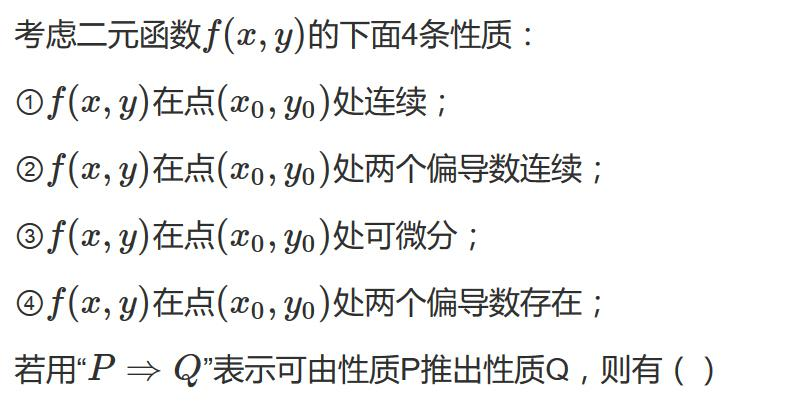 考虑二元函数f(x,y)的下面4条性质：
①f(x,y)在点(x₀,y₀)处连续；
②f(x,y)在点(x₀,y₀)处两个偏导数连续；
③f(x,y)在点(x₀,y₀)处可微分；
④f(x,y)在点(x₀,y₀)处两个偏导数存在；
若用“P⇒Q”表示可由性质P推出性质Q，则有（ ）